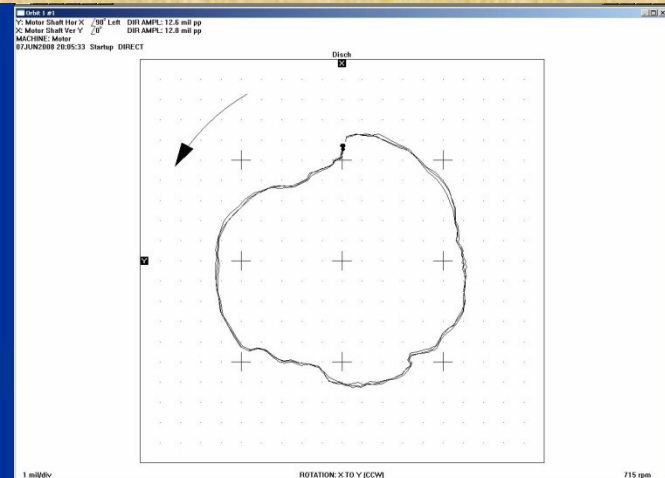 Orbit 1 #1
Y: Motor Shaft Hor X ∠90° Left DIR AMPL: 12.6 mil pp
X: Motor Shaft Ver Y ∠0° DIR AMPL: 12.8 mil pp
MACHINE: Motor
07JUN2008 20:05:33 Startup DIRECT
Disch
X
Y
1 mil/div ROTATION: X TO Y (CCW) 715 rpm